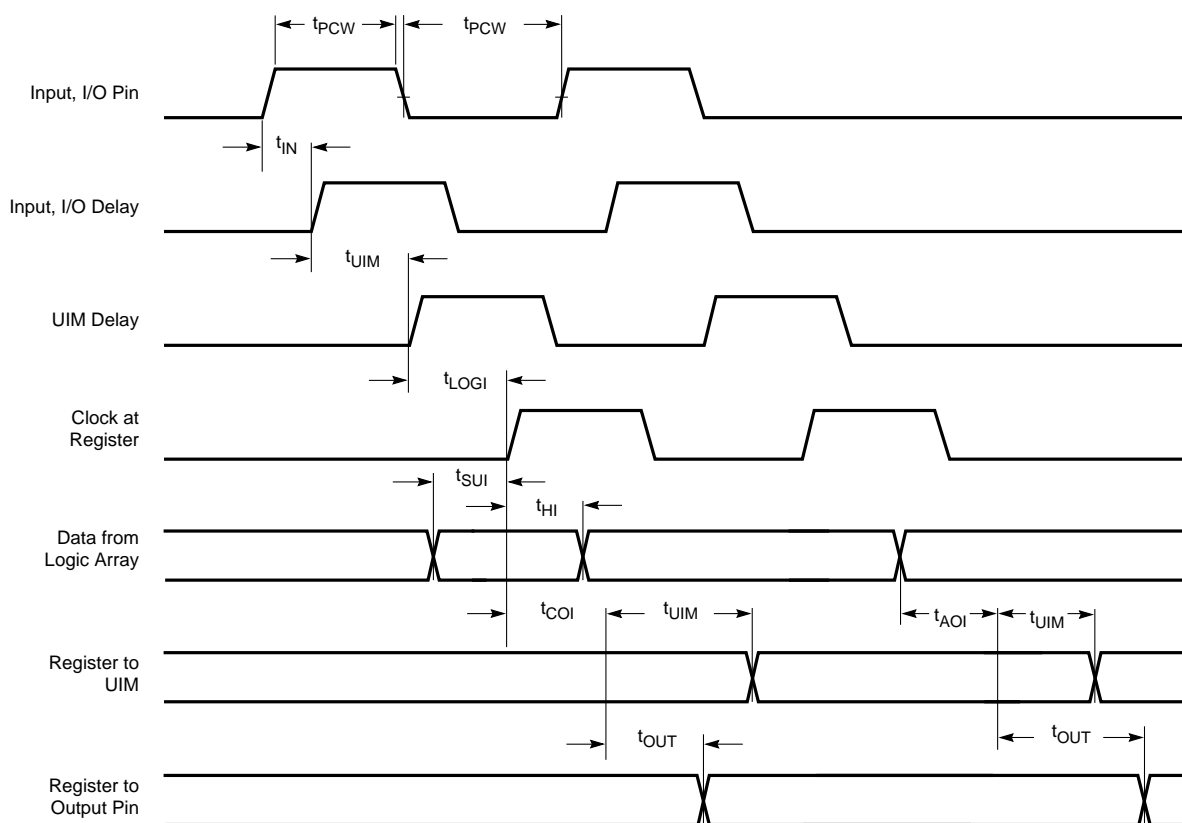 tPCW tPCW
Input, I/O Pin
tIN
Input, I/O Delay
tUIM
UIM Delay
tLOGI
Clock at
Register
tSUI
tHI
Data from
Logic Array
tCOI tUIM tAOI tUIM
Register to
UIM
tOUT tOUT
Register to
Output Pin